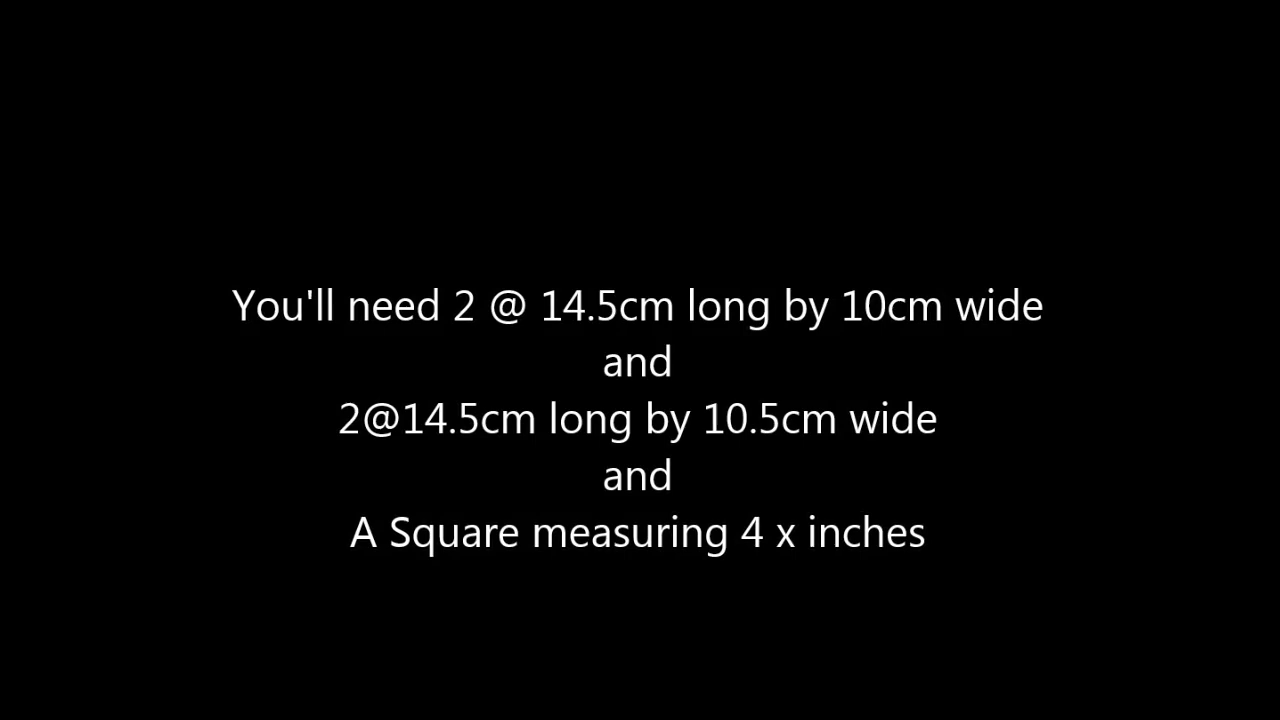 You'll need 2 @ 14.5cm long by 10cm wide
and
2@14.5cm long by 10.5cm wide
and
A Square measuring 4 x inches